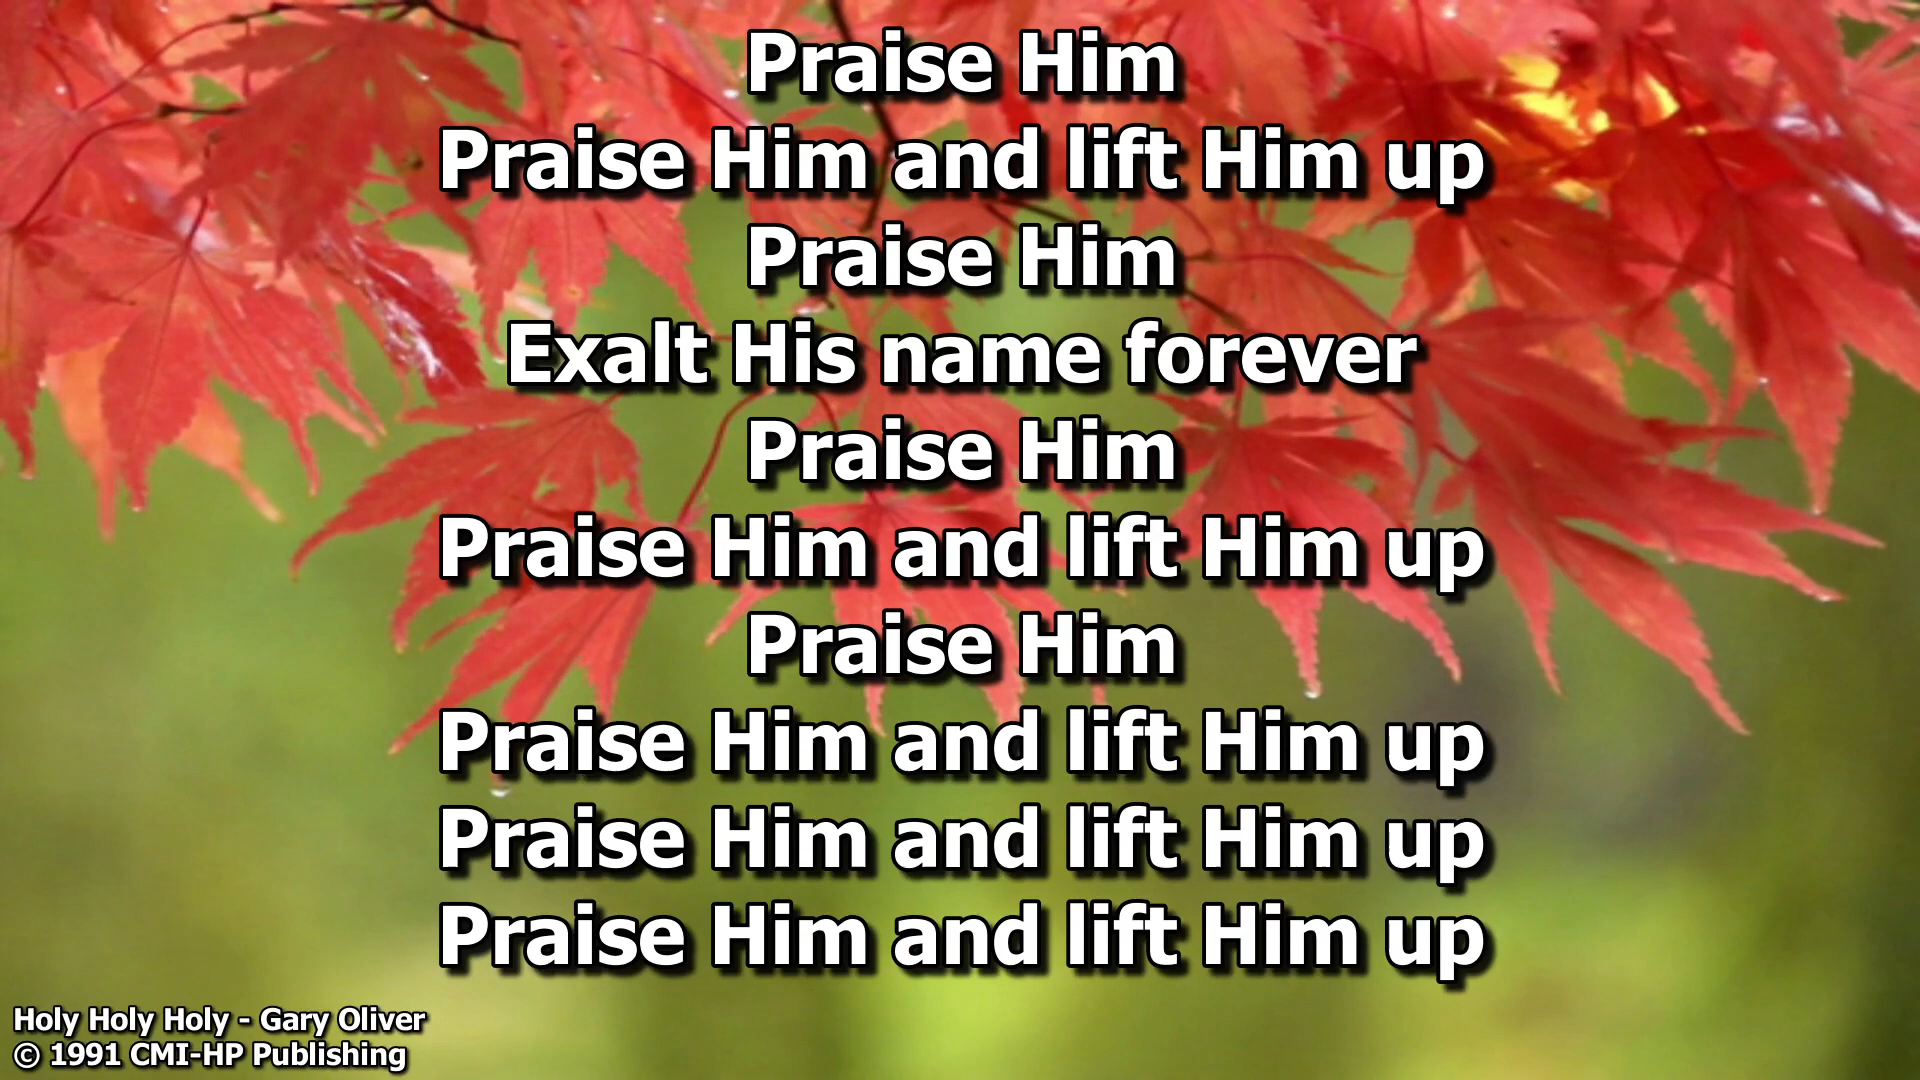 Praise Him
Praise Him and lift Him up
Praise Him
Exalt His name forever
Praise Him
Praise Him and lift Him up
Praise Him
Praise Him and lift Him up
Praise Him and lift Him up
Praise Him and lift Him up
Holy Holy Holy - Gary Oliver
© 1991 CMI-HP Publishing